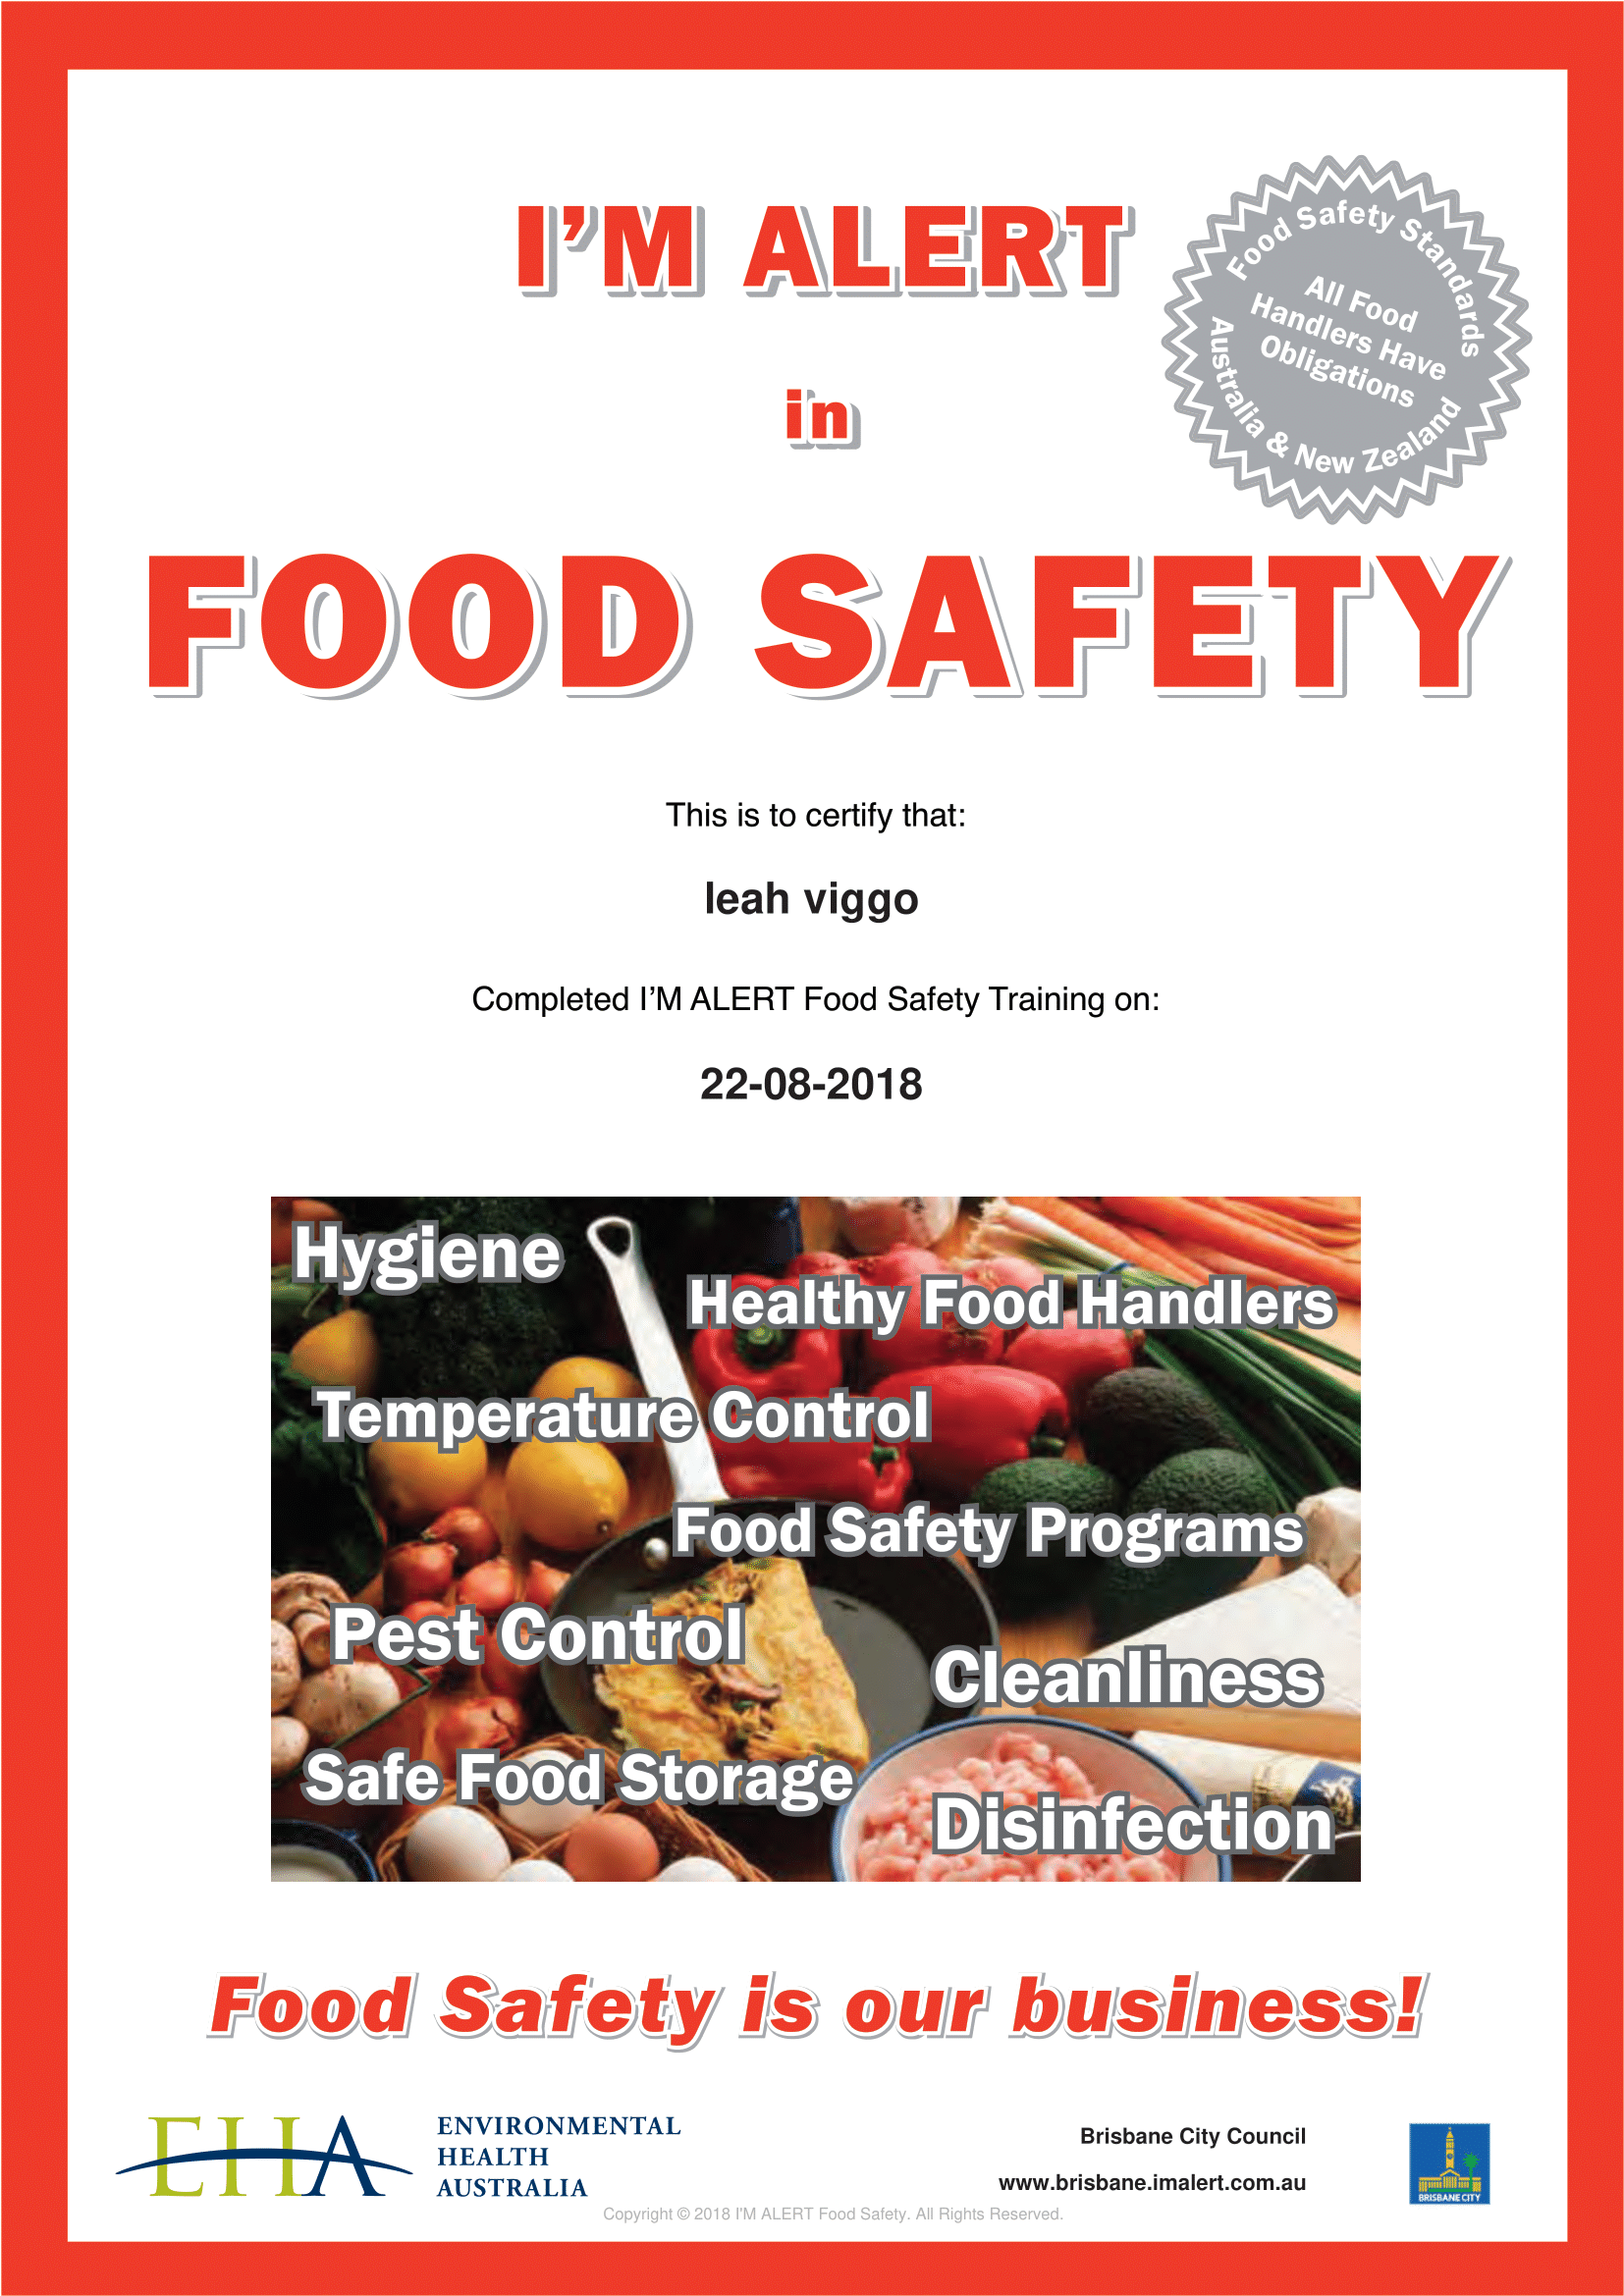 I'M ALERT
in
FOOD SAFETY
Food Safety Standards
All Food
Handlers Have
Obligations
Australia & New Zealand
This is to certify that:
leah viggo
Completed I'M ALERT Food Safety Training on:
22-08-2018
Hygiene
Healthy Food Handlers
Temperature Control
Food Safety Programs
Pest Control
Cleanliness
Safe Food Storage
Disinfection
Food Safety is our business!
EHA
ENVIRONMENTAL
HEALTH
AUSTRALIA
Brisbane City Council
www.brisbane.imalert.com.au
BRISBANE CITY
Copyright © 2018 I'M ALERT Food Safety. All Rights Reserved.